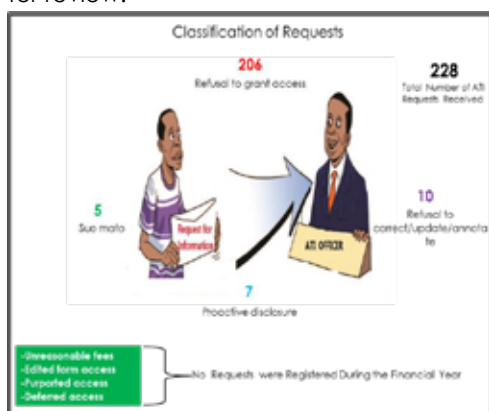 for review.
Classification of Requests
206
Refusal to grant access
228
Total Number of ATI
Requests Received
5
Suo moto
Request for
Information
ATI OFFICER
10
Refusal to
correct/update/annota
te
7
Proactive disclosure
-Unreasonable fees
-Edited form access
-Purported access
-Deferred access
No Requests were Registered During the Financial Year